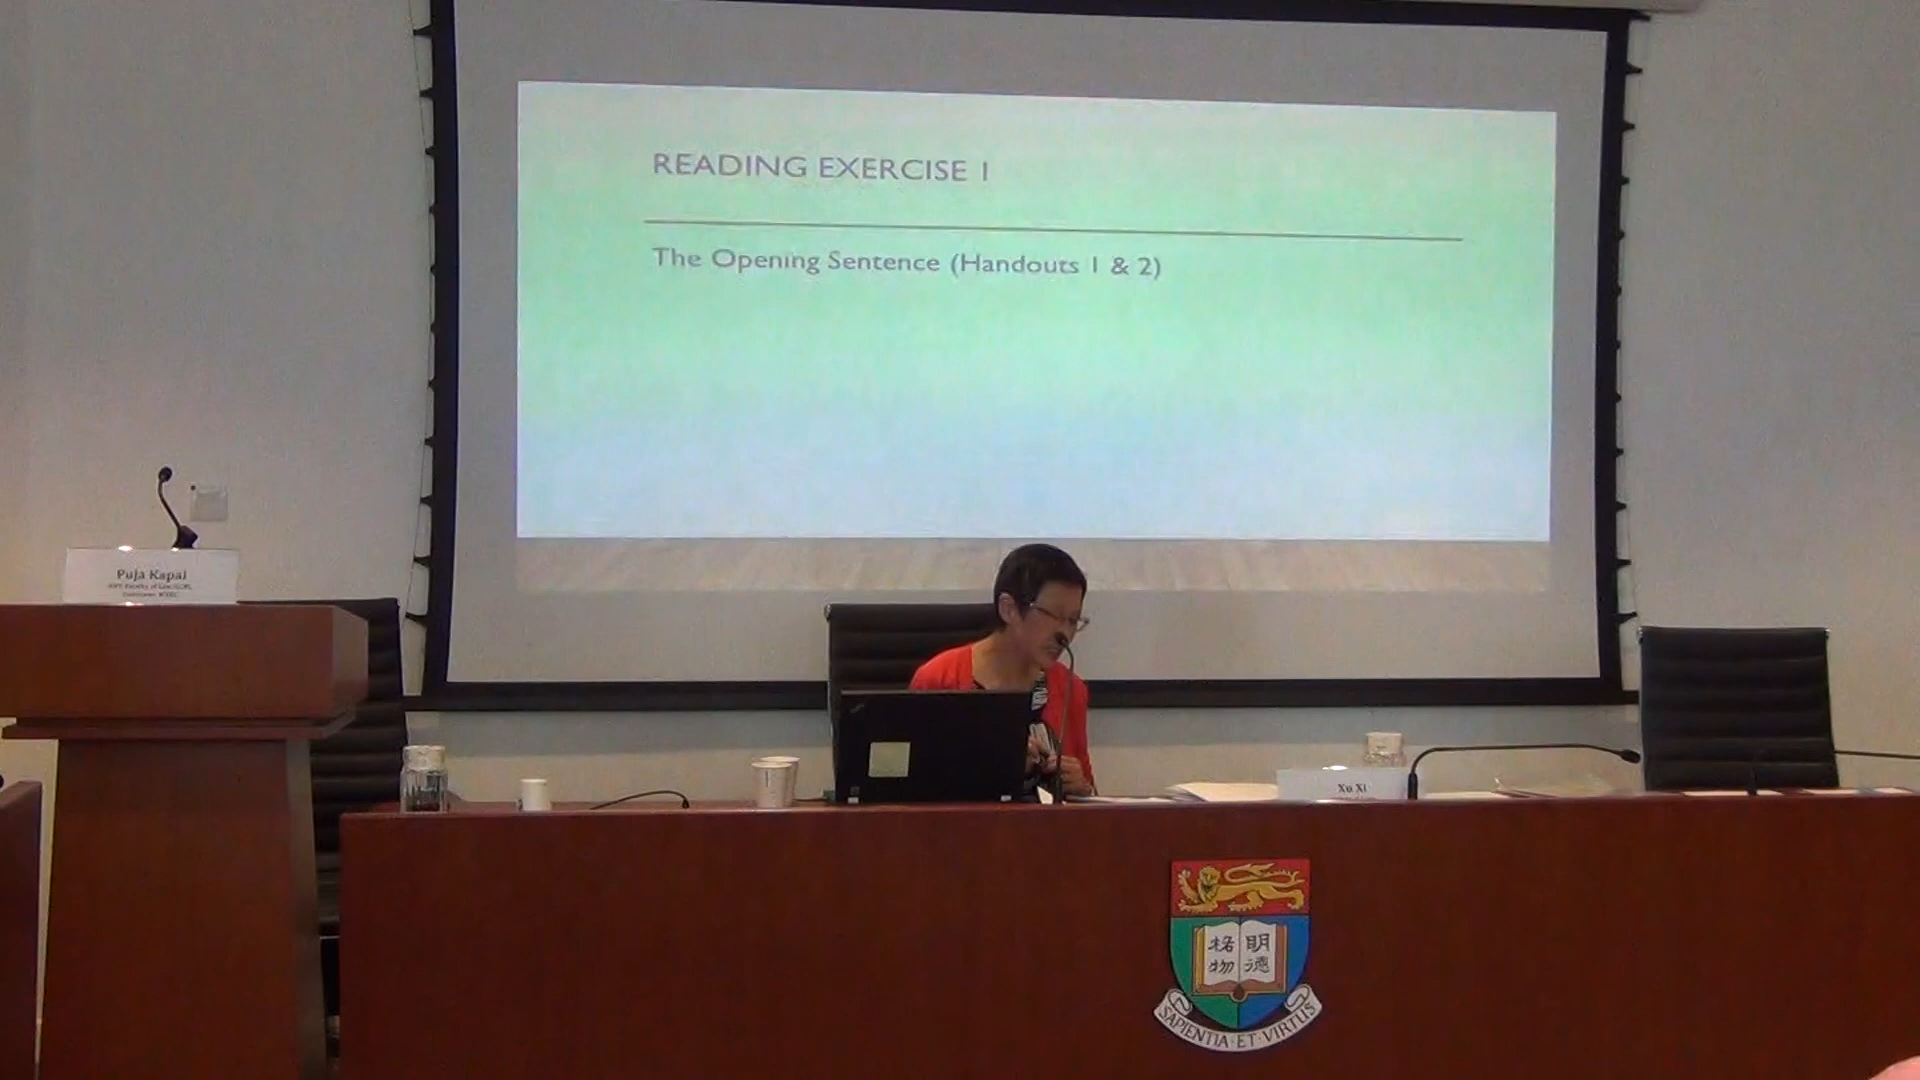 READING EXERCISE 1
The Opening Sentence (Handouts 1 & 2)
Puja Kapai
Xu Xi
明德
格物
SAPIENTIA·ET·VIRTUS